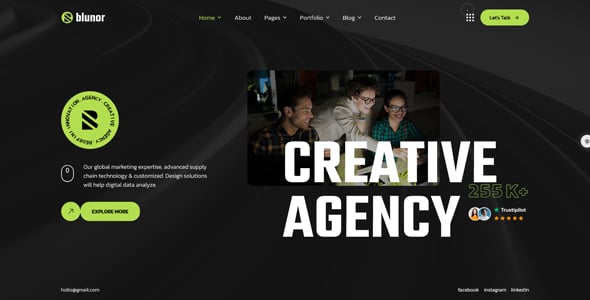 blunor
Home
About
Pages
Portfolio
Blog
Contact
Let's Talk
CREATIVE AGENCY. REDEFINI INNOVATION AGENCY.
Our global marketing expertise, advanced supply
chain technology & customized. Design solutions
will help digital data analyze.
EXPLORE MORE
CREATIVE
AGENCY
255 K+
Trustpilot
hello@gmail.com
facebook
instagram
linkedin